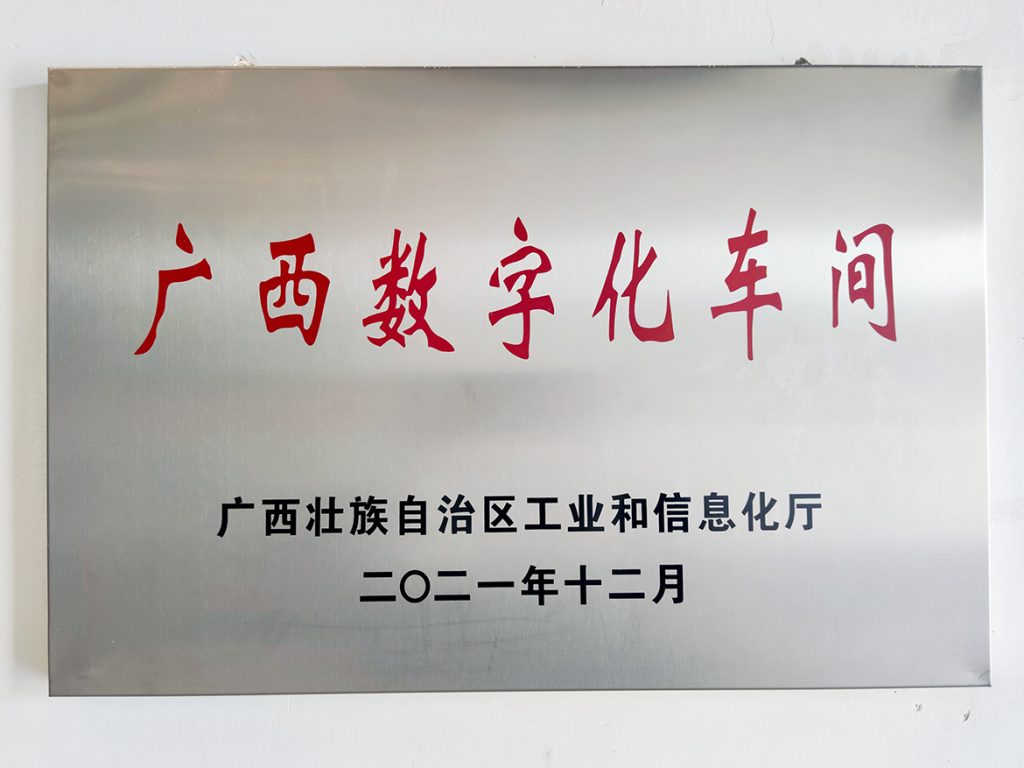 广西数字化车间
广西壮族自治区工业和信息化厅
二〇二一年十二月